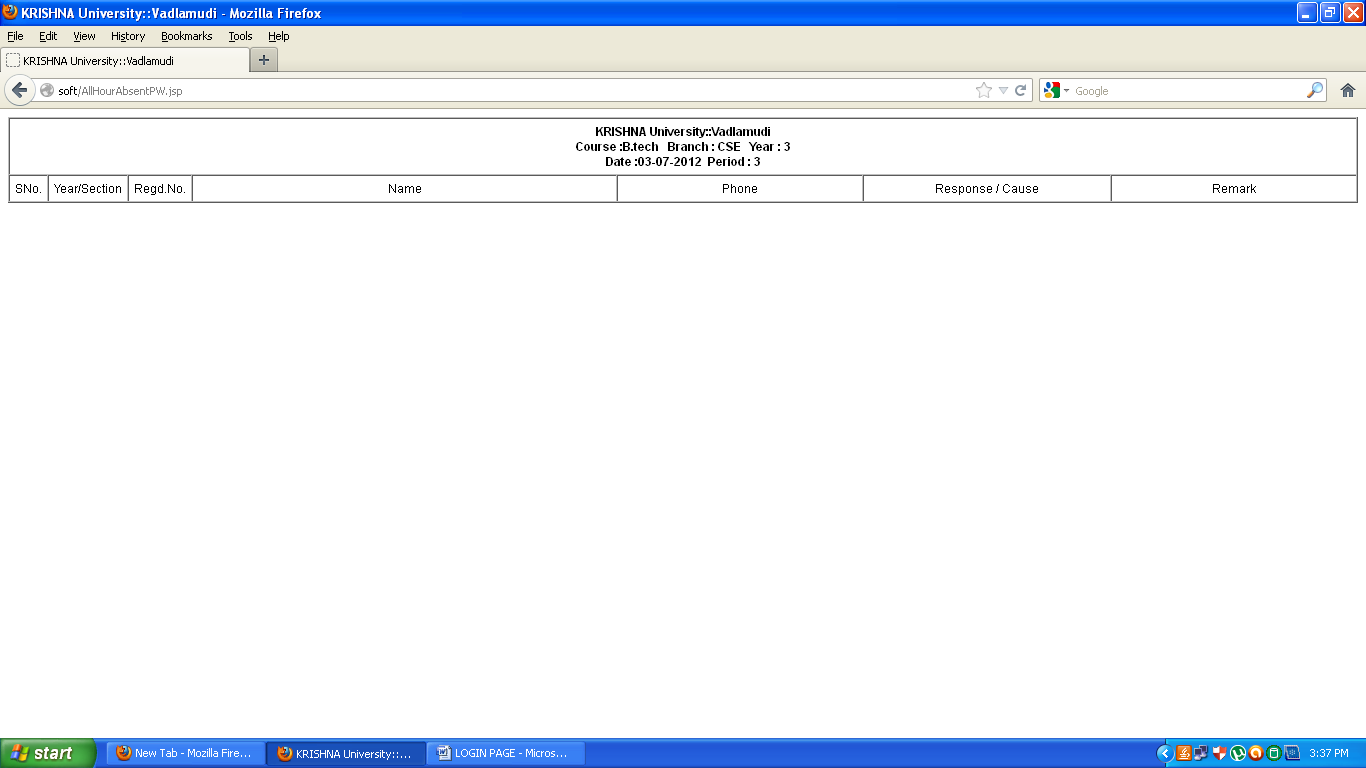 KRISHNA University::Vadlamudi - Mozilla Firefox
File Edit View History Bookmarks Tools Help
KRISHNA University::Vadlamudi
soft/AllHourAbsentPW.jsp Google
KRISHNA University::Vadlamudi
Course :B.tech Branch : CSE Year : 3
Date :03-07-2012 Period : 3
SNo. Year/Section Regd.No. Name Phone Response / Cause Remark
start New Tab - Mozilla Fire... KRISHNA University::... LOGIN PAGE - Micros... 3:37 PM